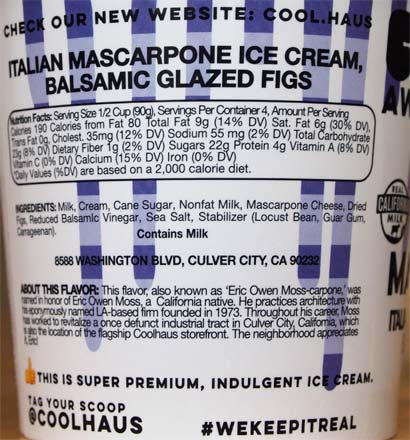 CHECK OUR NEW WEBSITE: COOL.HAUS
ITALIAN MASCARPONE ICE CREAM,
BALSAMIC GLAZED FIGS
Nutrition Facts: Serving Size 1/2 Cup (90g), Servings Per Container 4, Amount Per Serving
Calories 190 Calories from Fat 80 Total Fat 9g (14% DV) Sat. Fat 6g (30% DV),
Trans Fat 0g, Cholest. 35mg (12% DV) Sodium 55 mg (2% DV) Total Carbohydrate
23g (8% DV) Dietary Fiber 1g (2% DV) Sugars 22g Protein 4g Vitamin A (8% DV)
Vitamin C (0% DV) Calcium (15% DV) Iron (0% DV)
Daily Values (%DV) are based on a 2,000 calorie diet.
INGREDIENTS: Milk, Cream, Cane Sugar, Nonfat Milk, Mascarpone Cheese, Dried
Figs, Reduced Balsamic Vinegar, Sea Salt, Stabilizer (Locust Bean, Guar Gum,
Carrageenan).
Contains Milk
8588 WASHINGTON BLVD, CULVER CITY, CA 90232
ABOUT THIS FLAVOR: This flavor, also known as 'Eric Owen Moss-carpone,' was
named in honor of Eric Owen Moss, a California native. He practices architecture with
his eponymously named LA-based firm founded in 1973. Throughout his career, Moss
has worked to revitalize a once defunct industrial tract in Culver City, California, which
is also the location of the flagship Coolhaus storefront. The neighborhood appreciates
it, Eric!
THIS IS SUPER PREMIUM, INDULGENT ICE CREAM.
TAG YOUR SCOOP
@COOLHAUS
#WEKEEPITREAL
AW
REAL
CALIFORNIA
MILK
MA
ITALI